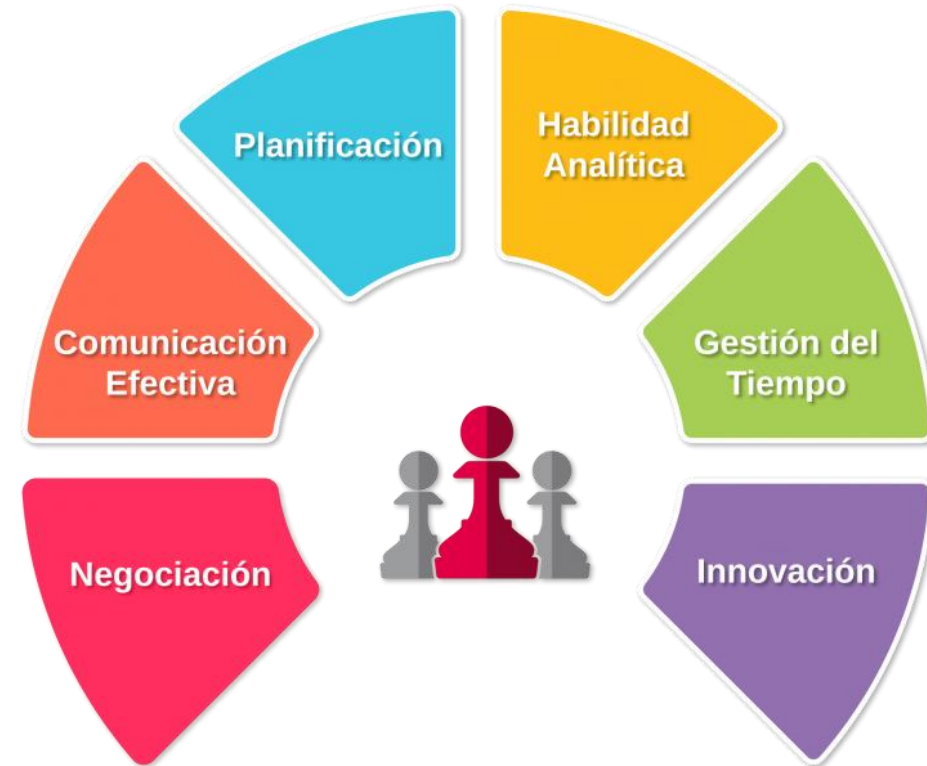 Planificación
Habilidad
Analítica
Comunicación
Efectiva
Gestión del
Tiempo
Negociación
Innovación